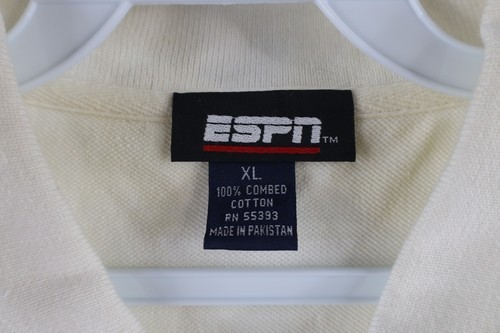 ESPN™
XL
100% COMBED
COTTON
RN 55393
MADE IN PAKISTAN